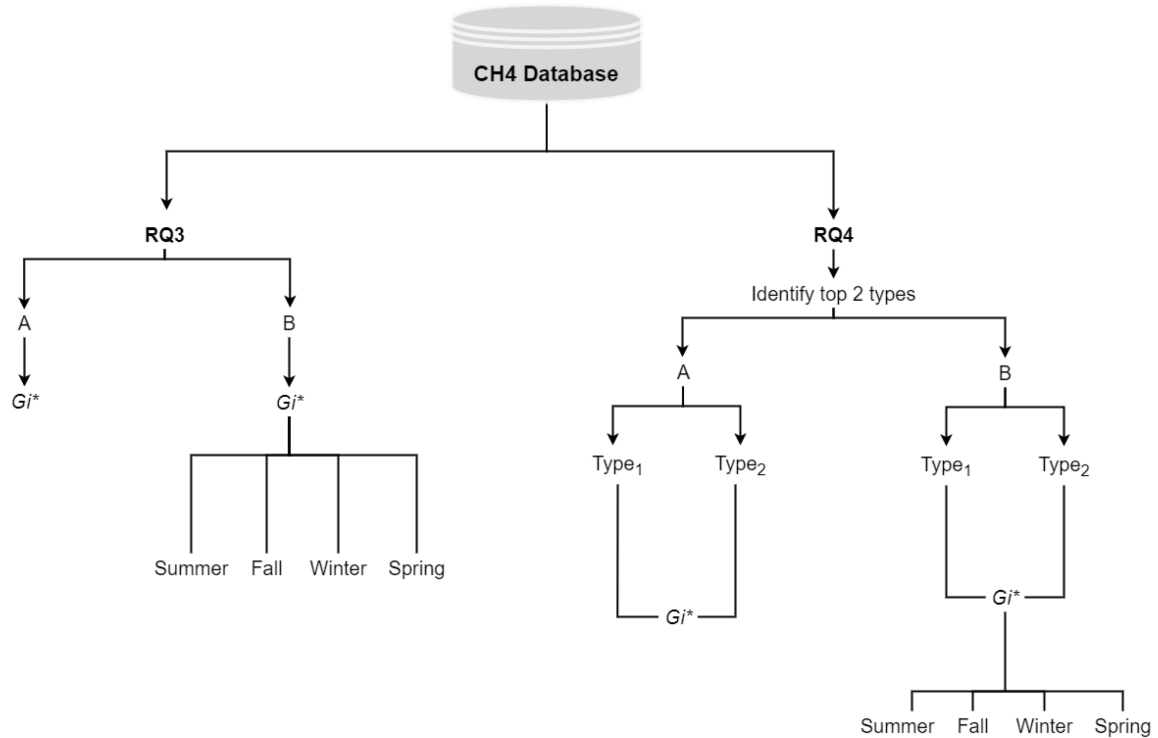 CH4 Database
RQ3
RQ4
Identify top 2 types
A
B
A
B
Gi*
Gi*
Type₁
Type₂
Type₁
Type₂
Summer
Fall
Winter
Spring
Gi*
Gi*
Summer
Fall
Winter
Spring